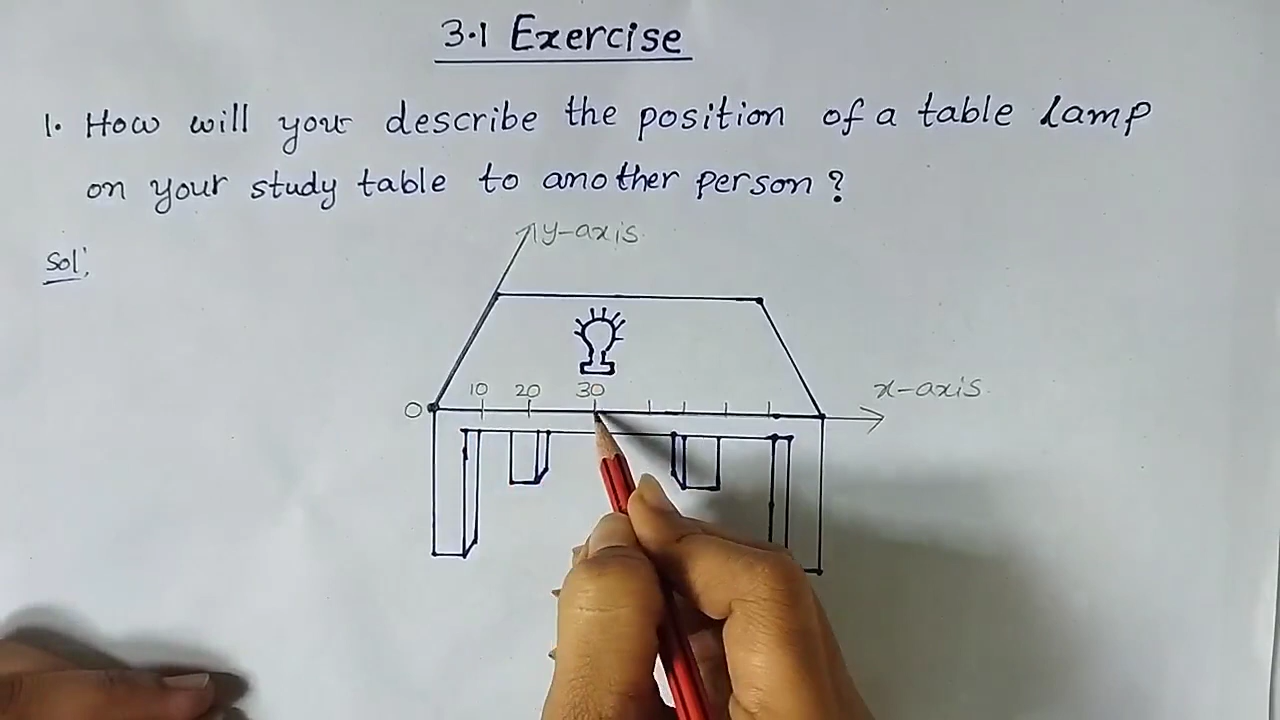 3.1 Exercise
1. How will your describe the position of a table lamp
on your study table to another person?
Sol:
y-axis
10 20 30
0
x-axis